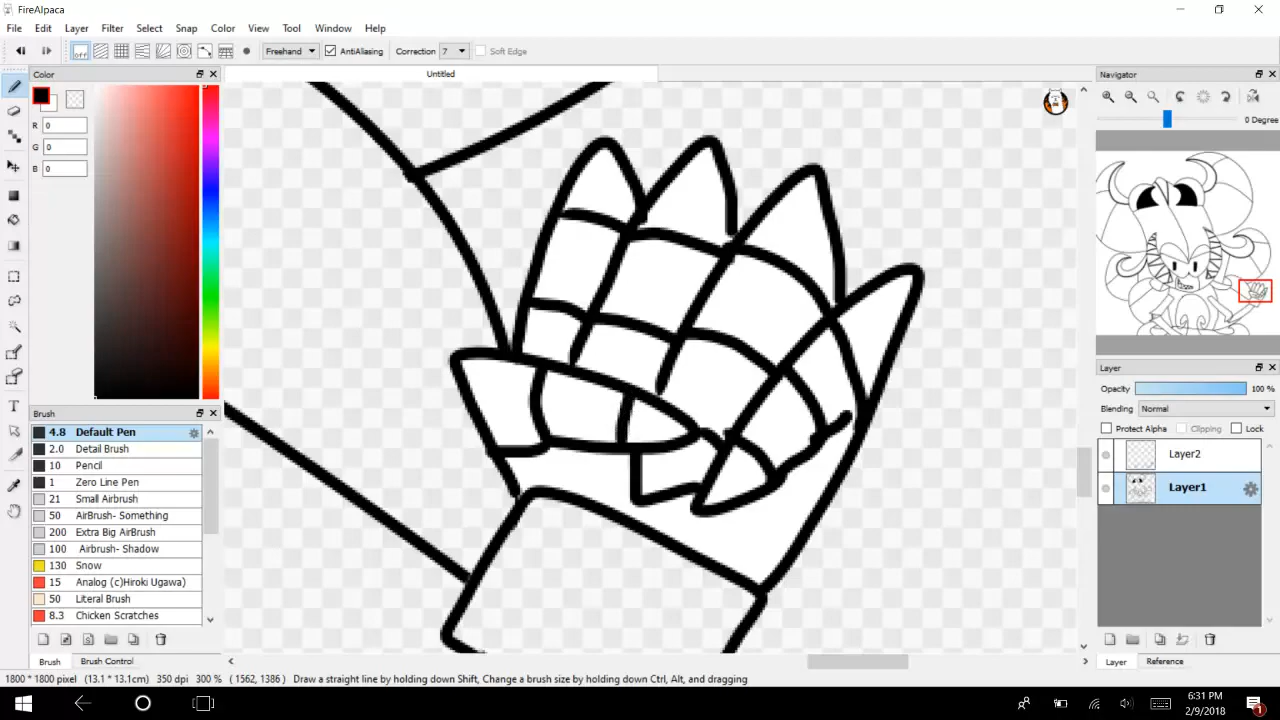 FireAlpaca
File Edit Layer Filter Select Snap Color View Tool Window Help
off Freehand AntiAliasing Correction 7 Soft Edge
Color
Untitled
Navigator
R 0
G 0
B 0
0 Degree
Brush
4.8 Default Pen
2.0 Detail Brush
10 Pencil
1 Zero Line Pen
21 Small Airbrush
50 AirBrush- Something
200 Extra Big AirBrush
100 Airbrush- Shadow
130 Snow
15 Analog (c)Hiroki Ugawa)
50 Literal Brush
8.3 Chicken Scratches
Brush Brush Control
Layer
Opacity 100 %
Blending Normal
Protect Alpha Clipping Lock
Layer2
Layer1
Layer Reference
1800 * 1800 pixel (13.1 * 13.1cm) 350 dpi 300 % ( 1562, 1386 ) Draw a straight line by holding down Shift, Change a brush size by holding down Ctrl, Alt, and dragging
6:31 PM
2/9/2018
1